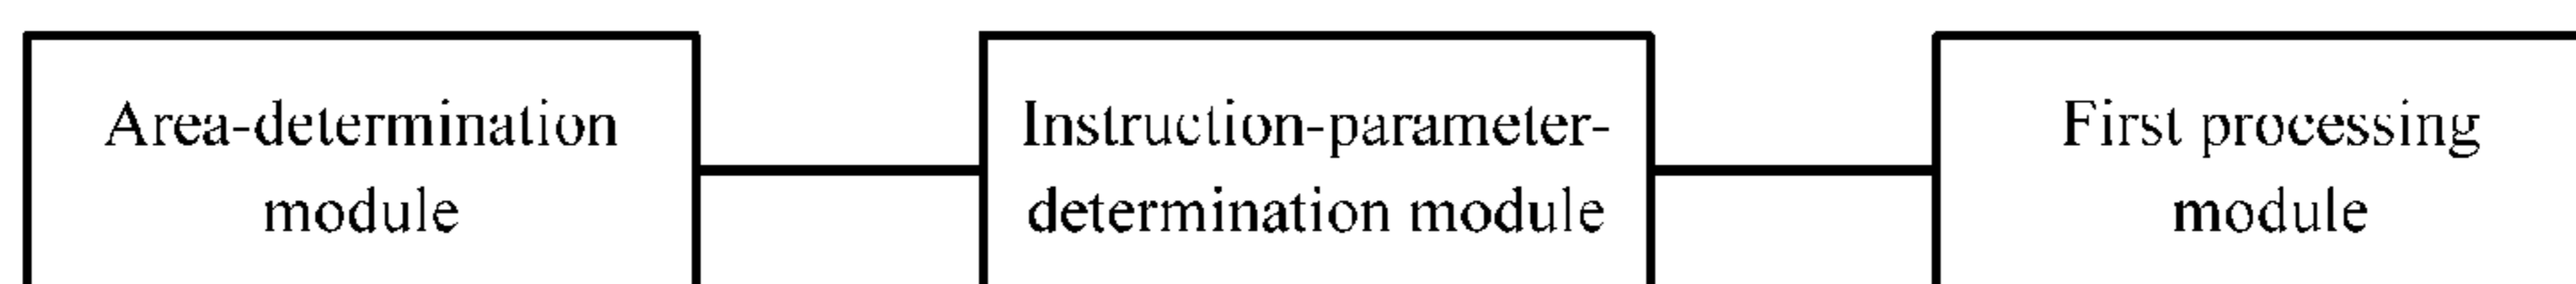 Area-determination
module
Instruction-parameter-
determination module
First processing
module